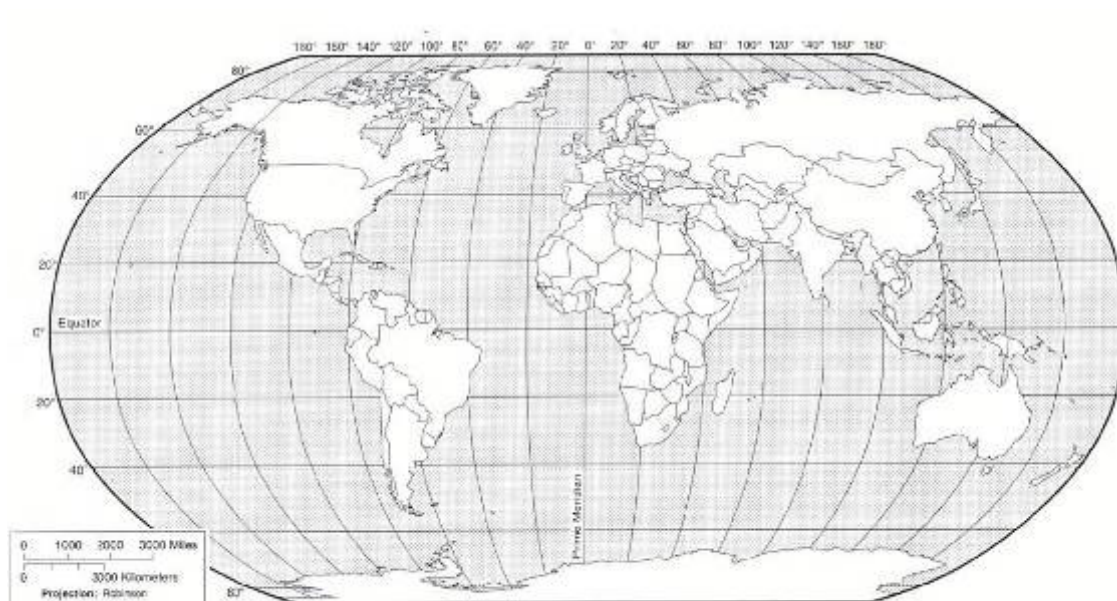 180° 160° 140° 120° 100° 80° 60° 40° 20° 0° 20° 40° 60° 80° 100° 120° 140° 160° 180°
80°
60°
40°
20°
Equator
0°
20°
40
Prime Meridian
0 1000 2000 3000 Miles
0 3000 Kilometers
Projection: Robinson
80°